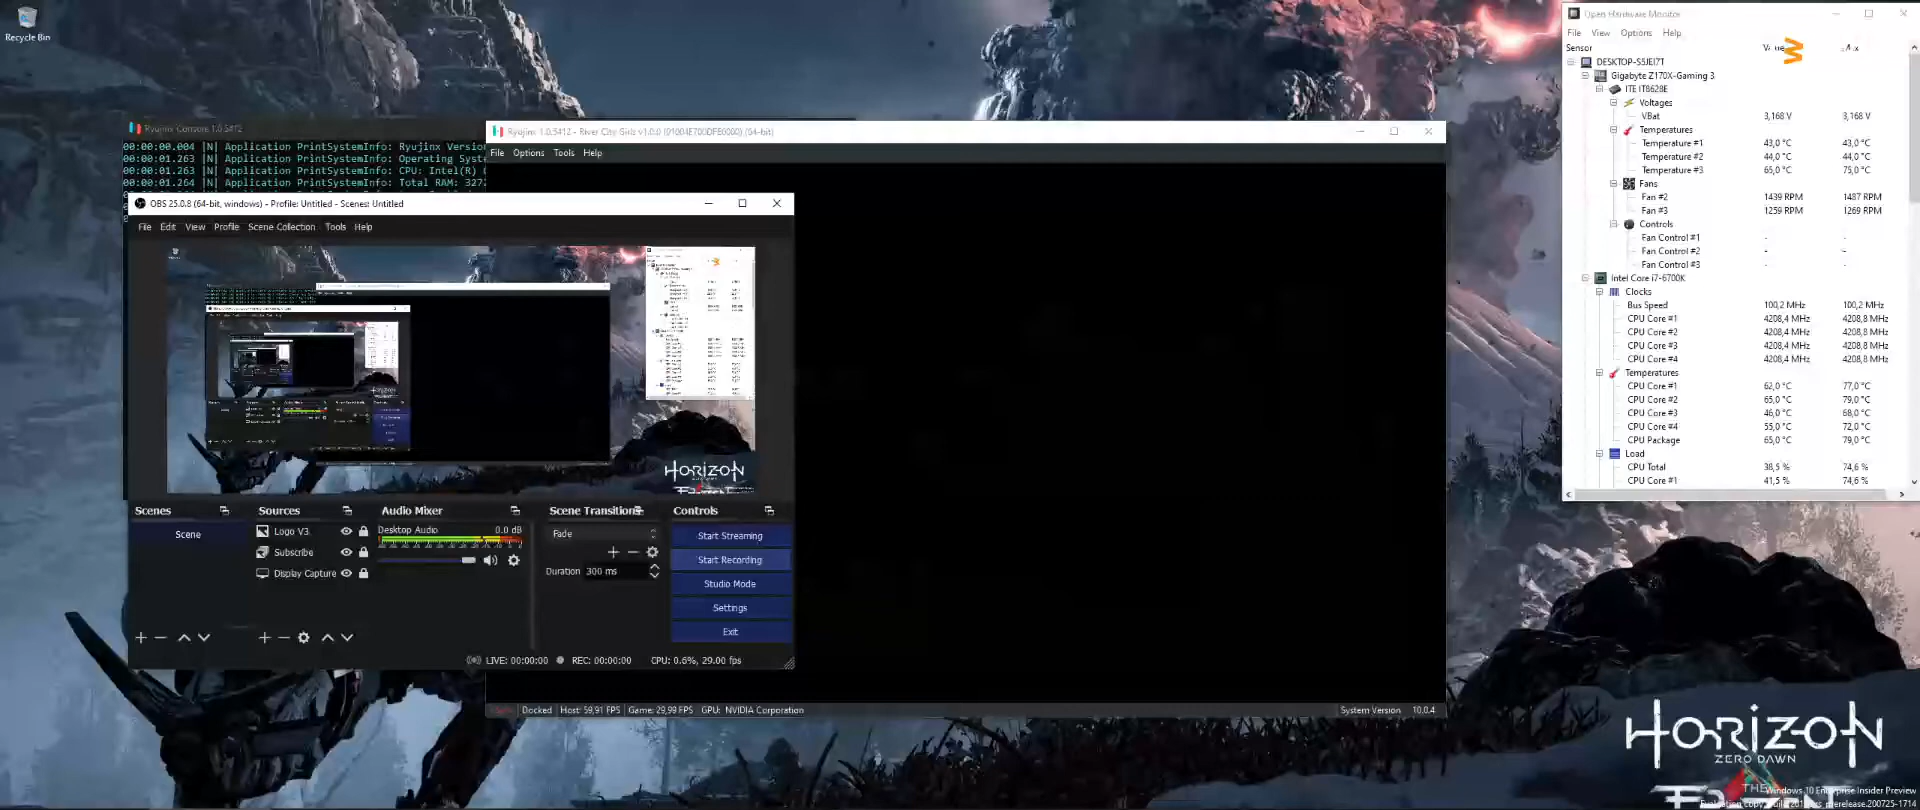 Recycle Bin
Ryujinx Console 1.0.5412
00:00:00.004 |N| Application PrintSystemInfo: Ryujinx Version
00:00:01.263 |N| Application PrintSystemInfo: Operating Syst
00:00:01.263 |N| Application PrintSystemInfo: CPU: Intel(R)
00:00:01.264 |N| Application PrintSystemInfo: Total RAM: 3272
Ryujinx 1.0.5412 - River City Girls v1.0.0 (64-bit)
File Options Tools Help
OBS 25.0.8 (64-bit, windows) - Profile: Untitled - Scenes: Untitled
File Edit View Profile Scene Collection Tools Help
HORIZON
Scenes
Scene
Sources
Logo V3
Subscribe
Display Capture
Audio Mixer
Desktop Audio 0.0 dB
Scene Transitions
Fade
Duration 300 ms
Controls
Start Streaming
Start Recording
Studio Mode
Settings
Exit
LIVE: 00:00:00 REC: 00:00:00 CPU: 0.6%, 29.00 fps
Docked Host: 59,91 FPS Game: 29,99 FPS GPU: NVIDIA Corporation
System Version 10.0.4
Open Hardware Monitor
File View Options Help
Sensor
DESKTOP-S5JEI7T
Gigabyte Z170X-Gaming 3
ITE IT8628E
Voltages
VBat 3,168 V 3,168 V
Temperatures
Temperature #1 43,0 °C 43,0 °C
Temperature #2 44,0 °C 44,0 °C
Temperature #3 65,0 °C 75,0 °C
Fans
Fan #2 1439 RPM 1487 RPM
Fan #3 1259 RPM 1269 RPM
Controls
Fan Control #1 - -
Fan Control #2 - -
Fan Control #3 - -
Intel Core i7-6700K
Clocks
Bus Speed 100,2 MHz 100,2 MHz
CPU Core #1 4208,4 MHz 4208,8 MHz
CPU Core #2 4208,4 MHz 4208,8 MHz
CPU Core #3 4208,4 MHz 4208,8 MHz
CPU Core #4 4208,4 MHz 4208,8 MHz
Temperatures
CPU Core #1 62,0 °C 77,0 °C
CPU Core #2 65,0 °C 79,0 °C
CPU Core #3 46,0 °C 68,0 °C
CPU Core #4 55,0 °C 72,0 °C
CPU Package 65,0 °C 79,0 °C
Load
CPU Total 38,5 % 74,6 %
CPU Core #1 41,5 % 74,6 %
HORIZON
ZERO DAWN
THE
Windows 10 Enterprise Insider Preview
Evaluation copy.